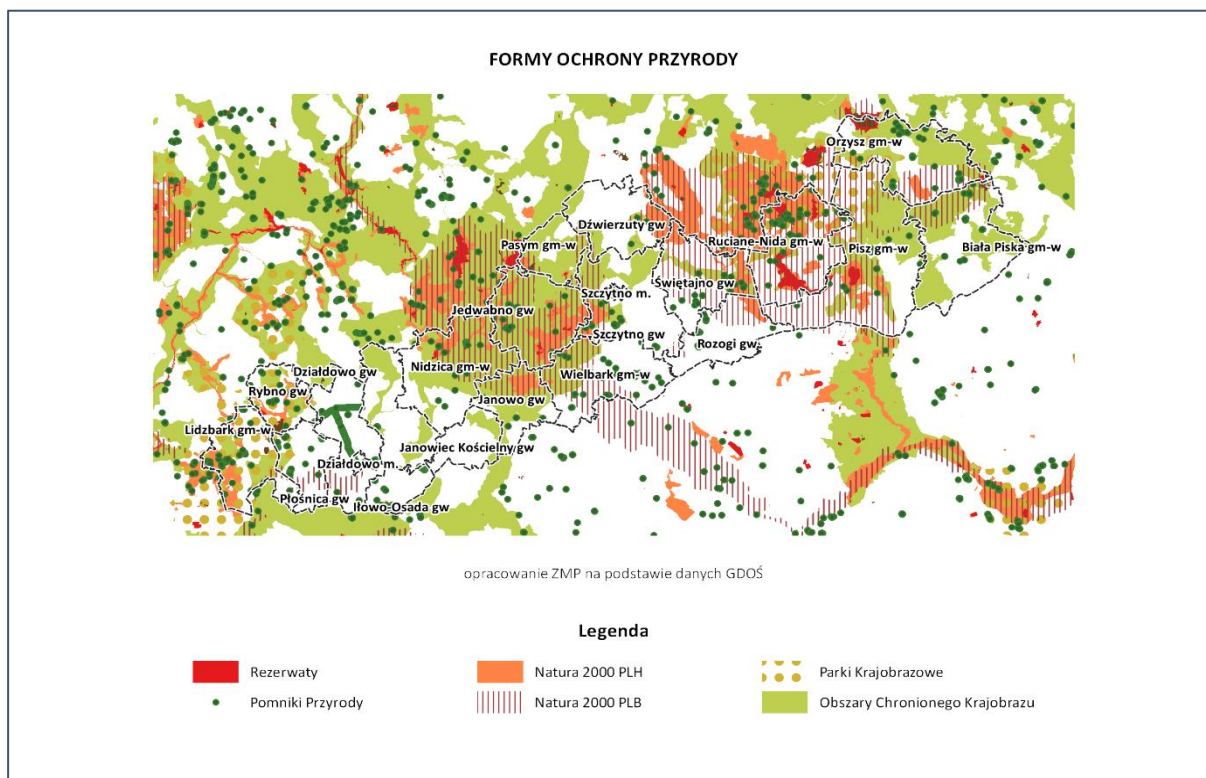 FORMY OCHRONY PRZYRODY
Orzysz gm-w
Dźwierzuty gw
Pasym gm-w
Ruciane-Nida gm-w
Pisz gm-w
Biała Piska gm-w
Świętajno gw
Szczytno m.
Jedwabno gw
Szczytno gw
Rozogi gw
Nidzica gm-w
Wielbark gm-w
Działdowo gw
Rybno gw
Janowo gw
Lidzbark gm-w
Janowiec Kościelny gw
Działdowo m.
Płośnica gw
Iłowo-Osada gw
opracowanie ZMP na podstawie danych GDOŚ
Legenda
Rezerwaty
Natura 2000 PLH
Parki Krajobrazowe
Pomniki Przyrody
Natura 2000 PLB
Obszary Chronionego Krajobrazu